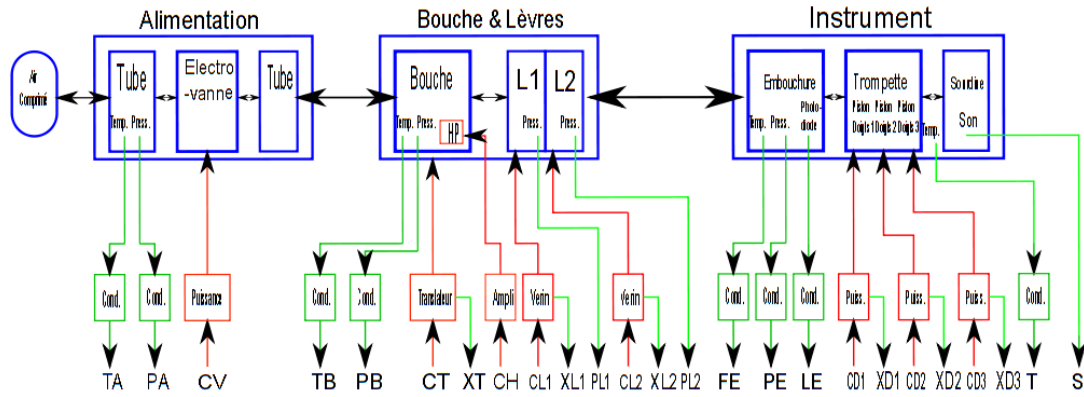 Alimentation
Bouche & Lèvres
Instrument
Air
Comprimé
Tube
Temp. Press.
Electro
-vanne
Tube
Bouche
Temp. Press.
HP
L1
Press.
L2
Press.
Embouchure
Temp. Press.
Photo-
diode
Trompette
Piston Piston Piston
Doigts 1 Doigts 2 Doigts 3
Temp.
Sourdine
Son
Cond.
Cond.
Puissance
Cond.
Cond.
Translateur
Ampli
Verin
Verin
Cond.
Cond.
Cond.
Puiss.
Puiss.
Puiss.
Cond.
TA PA CV TB PB CT XT CH CL1 XL1 PL1 CL2 XL2 PL2 FE PE LE CD1 XD1 CD2 XD2 CD3 XD3 T S